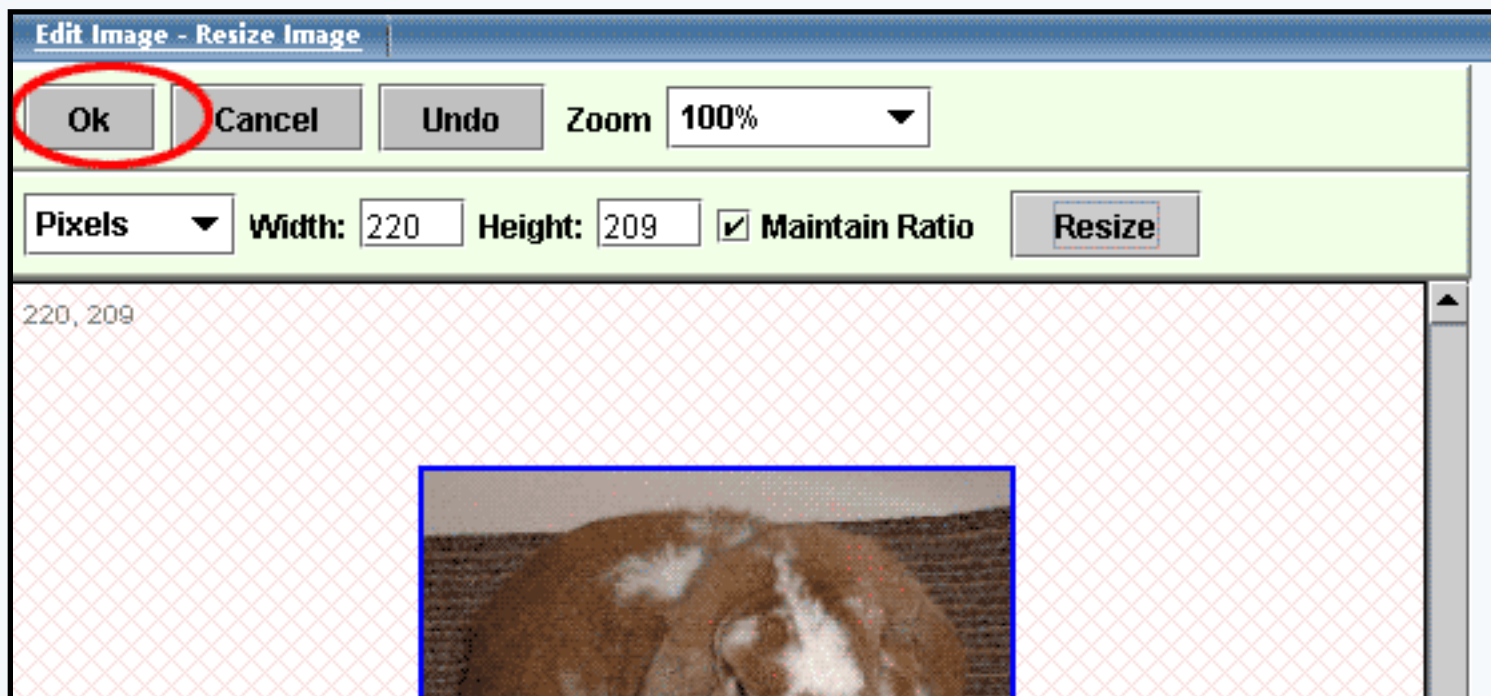 Edit Image - Resize Image
Ok Cancel Undo Zoom 100%
Pixels Width: 220 Height: 209 Maintain Ratio Resize
220, 209